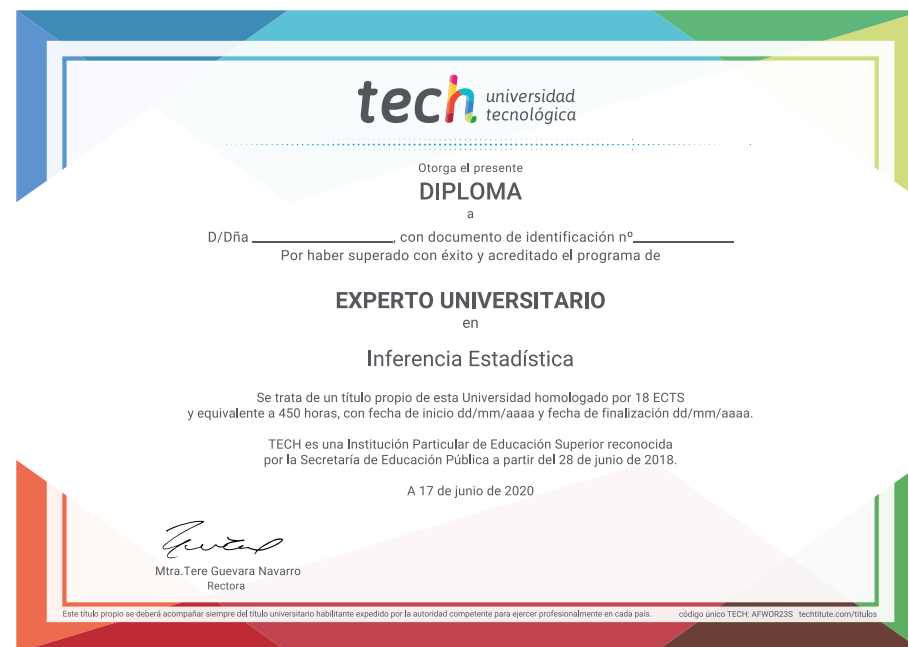 tech universidad
tecnológica
Otorga el presente
DIPLOMA
a
D/Dña ____________________, con documento de identificación nº______________
Por haber superado con éxito y acreditado el programa de
EXPERTO UNIVERSITARIO
en
Inferencia Estadística
Se trata de un título propio de esta Universidad homologado por 18 ECTS
y equivalente a 450 horas, con fecha de inicio dd/mm/aaaa y fecha de finalización dd/mm/aaaa.
TECH es una Institución Particular de Educación Superior reconocida
por la Secretaría de Educación Pública a partir del 28 de junio de 2018.
A 17 de junio de 2020
Mtra.Tere Guevara Navarro
Rectora
Este título propio se deberá acompañar siempre del título universitario habilitante expedido por la autoridad competente para ejercer profesionalmente en cada país. código único TECH: AFWOR23S techtitute.com/títulos